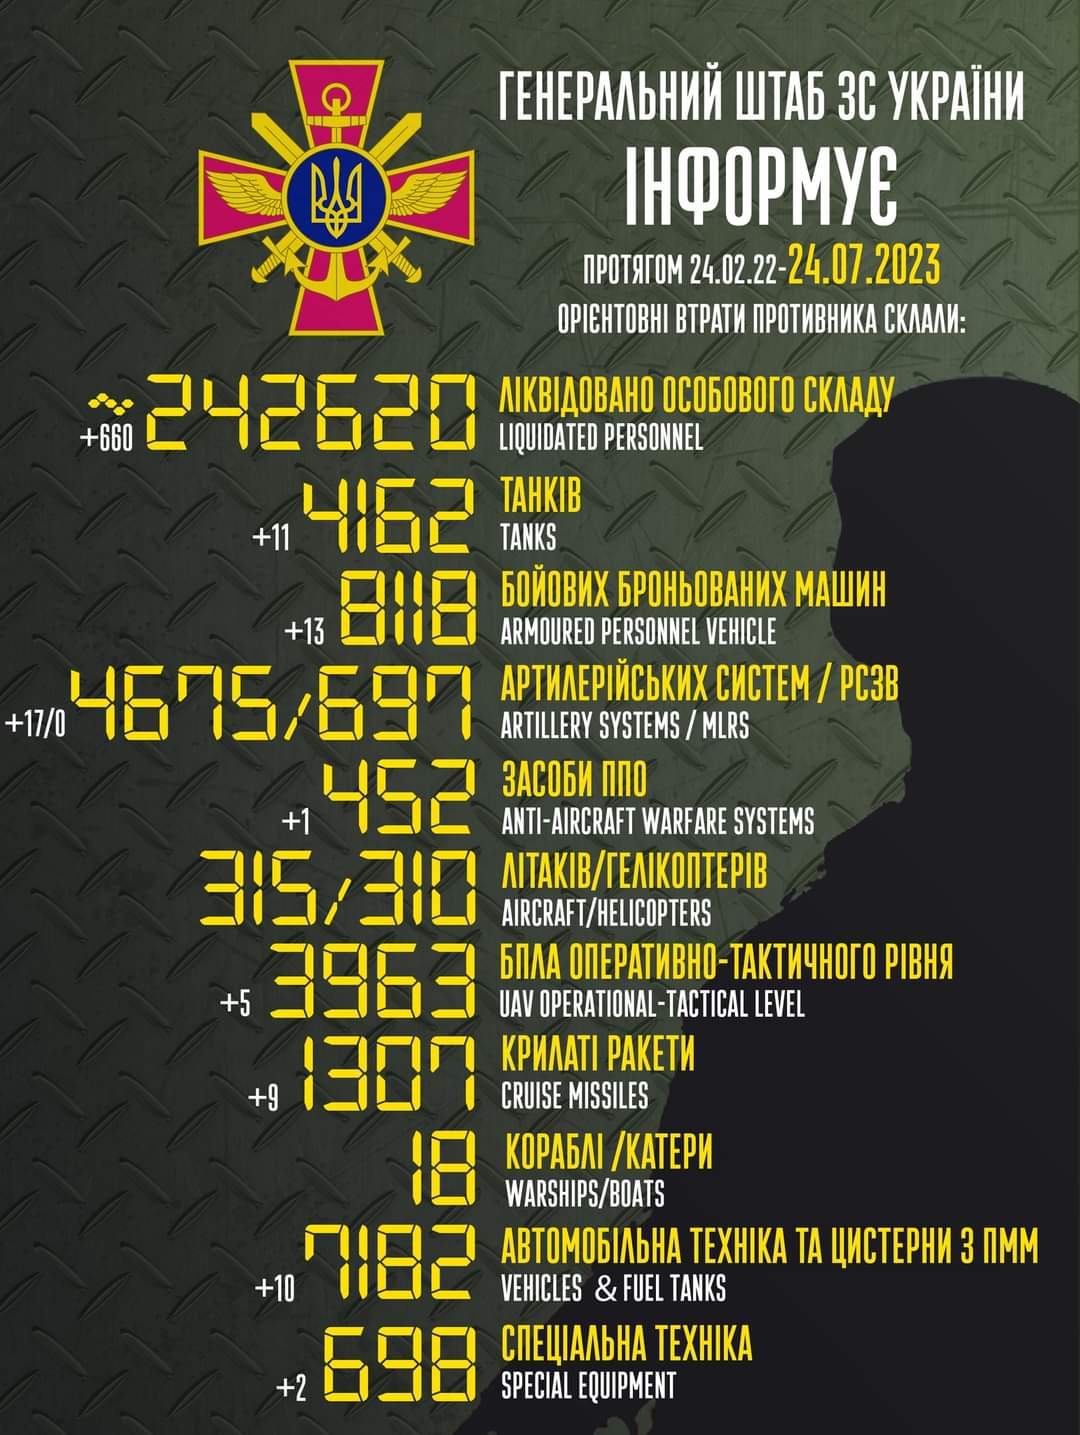 ГЕНЕРАЛЬНИЙ ШТАБ ЗС УКРАЇНИ
ІНФОРМУЄ
ПРОТЯГОМ 24.02.22-24.07.2023
ОРІЄНТОВНІ ВТРАТИ ПРОТИВНИКА СКЛАЛИ:
+660 ≈242620 ЛІКВІДОВАНО ОСОБОВОГО СКЛАДУ
LIQUIDATED PERSONNEL
+11 4162 ТАНКІВ
TANKS
+13 8118 БОЙОВИХ БРОНЬОВАНИХ МАШИН
ARMOURED PERSONNEL VEHICLE
+17/0 4675/697 АРТИЛЕРІЙСЬКИХ СИСТЕМ / РСЗВ
ARTILLERY SYSTEMS / MLRS
+1 452 ЗАСОБИ ППО
ANTI-AIRCRAFT WARFARE SYSTEMS
315/310 ЛІТАКІВ/ГЕЛІКОПТЕРІВ
AIRCRAFT/HELICOPTERS
+5 3963 БПЛА ОПЕРАТИВНО-ТАКТИЧНОГО РІВНЯ
UAV OPERATIONAL-TACTICAL LEVEL
+9 1307 КРИЛАТІ РАКЕТИ
CRUISE MISSILES
18 КОРАБЛІ /КАТЕРИ
WARSHIPS/BOATS
+10 7182 АВТОМОБІЛЬНА ТЕХНІКА ТА ЦИСТЕРНИ З ПММ
VEHICLES & FUEL TANKS
+2 698 СПЕЦІАЛЬНА ТЕХНІКА
SPECIAL EQUIPMENT